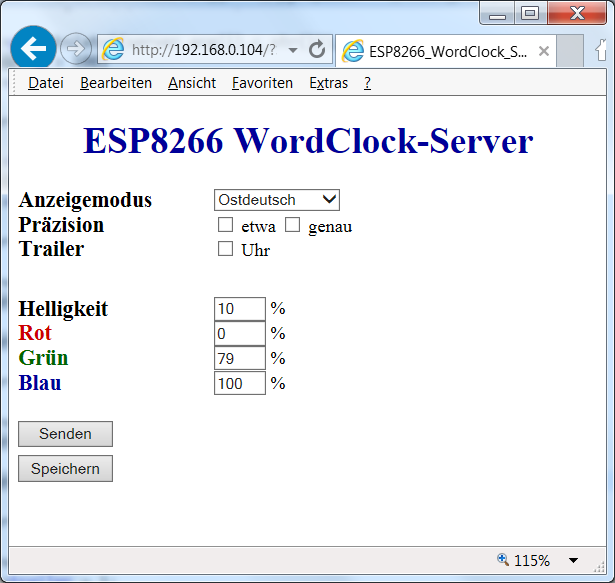 http://192.168.0.104/?
ESP8266_WordClock_S...
Datei Bearbeiten Ansicht Favoriten Extras ?
ESP8266 WordClock-Server
Anzeigemodus Ostdeutsch
Präzision etwa genau
Trailer Uhr
Helligkeit 10 %
Rot 0 %
Grün 79 %
Blau 100 %
Senden
Speichern
115%